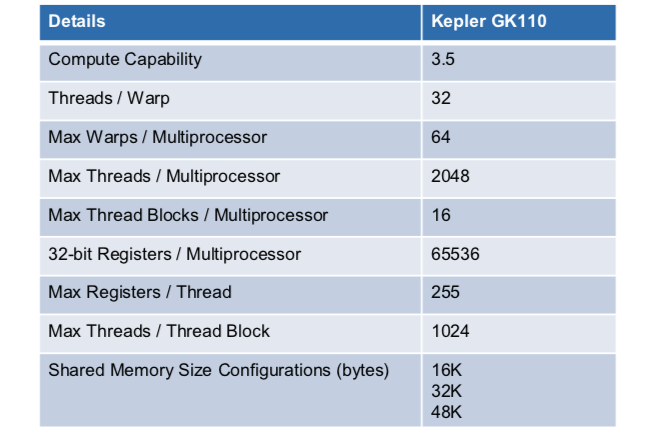 Details Kepler GK110
Compute Capability 3.5
Threads / Warp 32
Max Warps / Multiprocessor 64
Max Threads / Multiprocessor 2048
Max Thread Blocks / Multiprocessor 16
32-bit Registers / Multiprocessor 65536
Max Registers / Thread 255
Max Threads / Thread Block 1024
Shared Memory Size Configurations (bytes) 16K
32K
48K